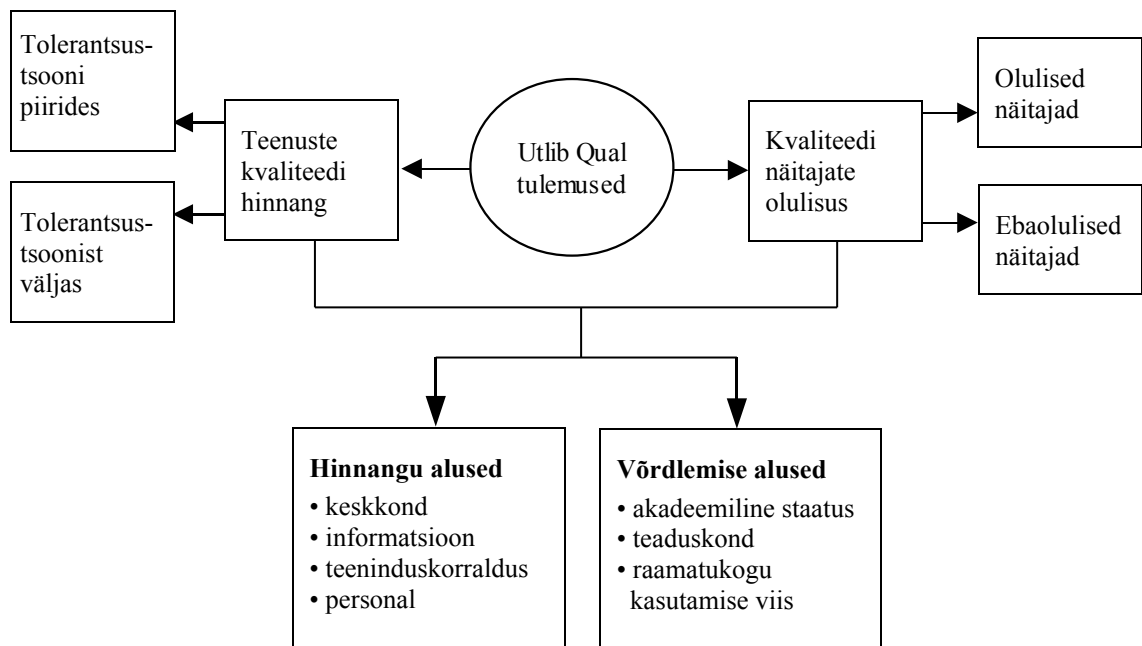 Tolerantsus-
tsooni
piirides
Tolerantsus-
tsoonist
väljas
Teenuste
kvaliteedi
hinnang
Utlib Qual
tulemused
Kvaliteedi
näitajate
olulisus
Olulised
näitajad
Ebaolulised
näitajad
Hinnangu alused
• keskkond
• informatsioon
• teeninduskorraldus
• personal
Võrdlemise alused
• akadeemiline staatus
• teaduskond
• raamatukogu
kasutamise viis